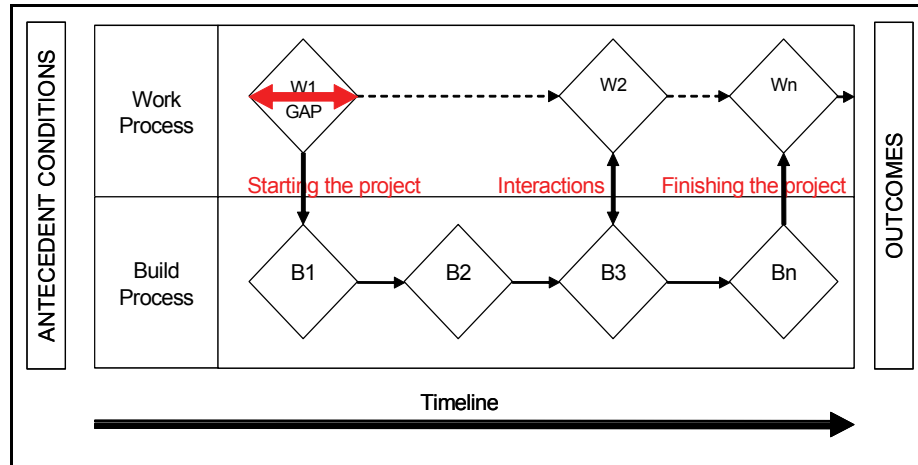 ANTECEDENT CONDITIONS
Work
Process
W1
GAP
W2
Wn
Starting the project
Interactions
Finishing the project
Build
Process
B1
B2
B3
Bn
OUTCOMES
Timeline